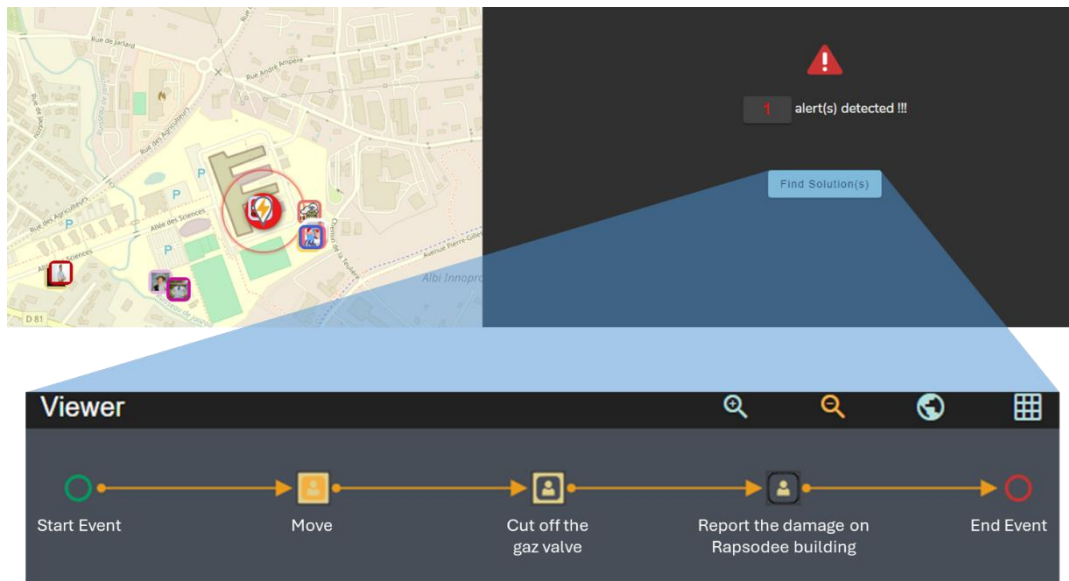 Rue de Jarlard
Rue André Ampère
Rue des Agriculteurs
P
P
Rue des Agriculteurs
Allée des Sciences
P
Chemin de la Teulière
Avenue Pierre-Gilles
Albi Innopro
D 81
1 alert(s) detected !!!
Find Solution(s)
Viewer
Start Event
Move
Cut off the
gaz valve
Report the damage on
Rapsodee building
End Event